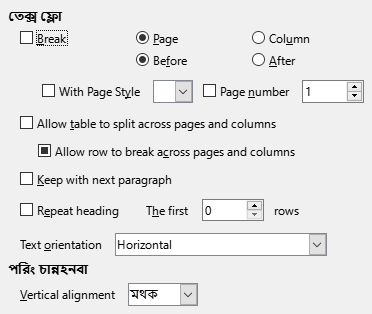 তেক্স ফ্লো
Break Page Column
Before After
With Page Style Page number 1
Allow table to split across pages and columns
Allow row to break across pages and columns
Keep with next paragraph
Repeat heading The first 0 rows
Text orientation Horizontal
পরিং চান্নহনবা
Vertical alignment মথক